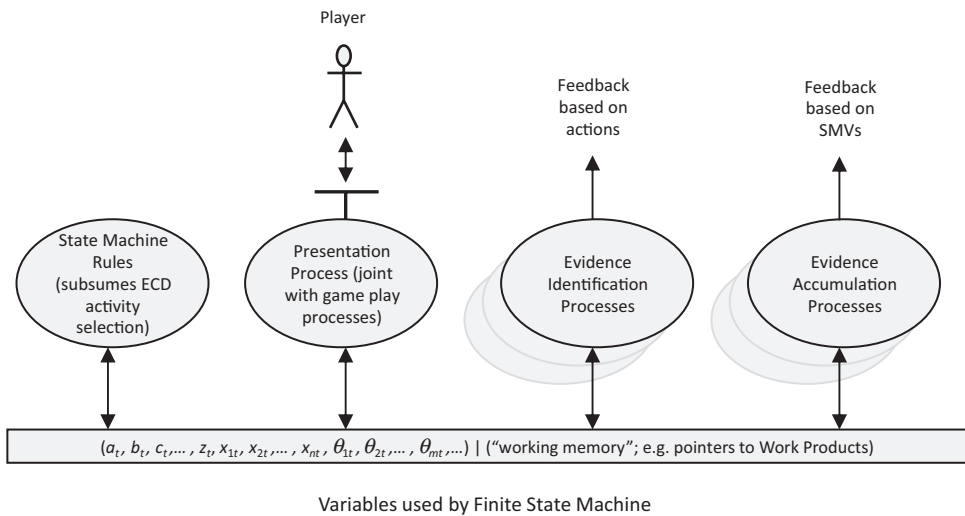 Player
Feedback
based on
actions
Feedback
based on
SMVs
State Machine
Rules
(subsumes ECD
activity
selection)
Presentation
Process (joint
with game play
processes)
Evidence
Identification
Processes
Evidence
Accumulation
Processes
(aₜ, bₜ, cₜ,... , zₜ, x₁ₜ, x₂ₜ,... , xₙₜ, θ₁ₜ, θ₂ₜ,... , θₘₜ,...) | (“working memory”; e.g. pointers to Work Products)
Variables used by Finite State Machine